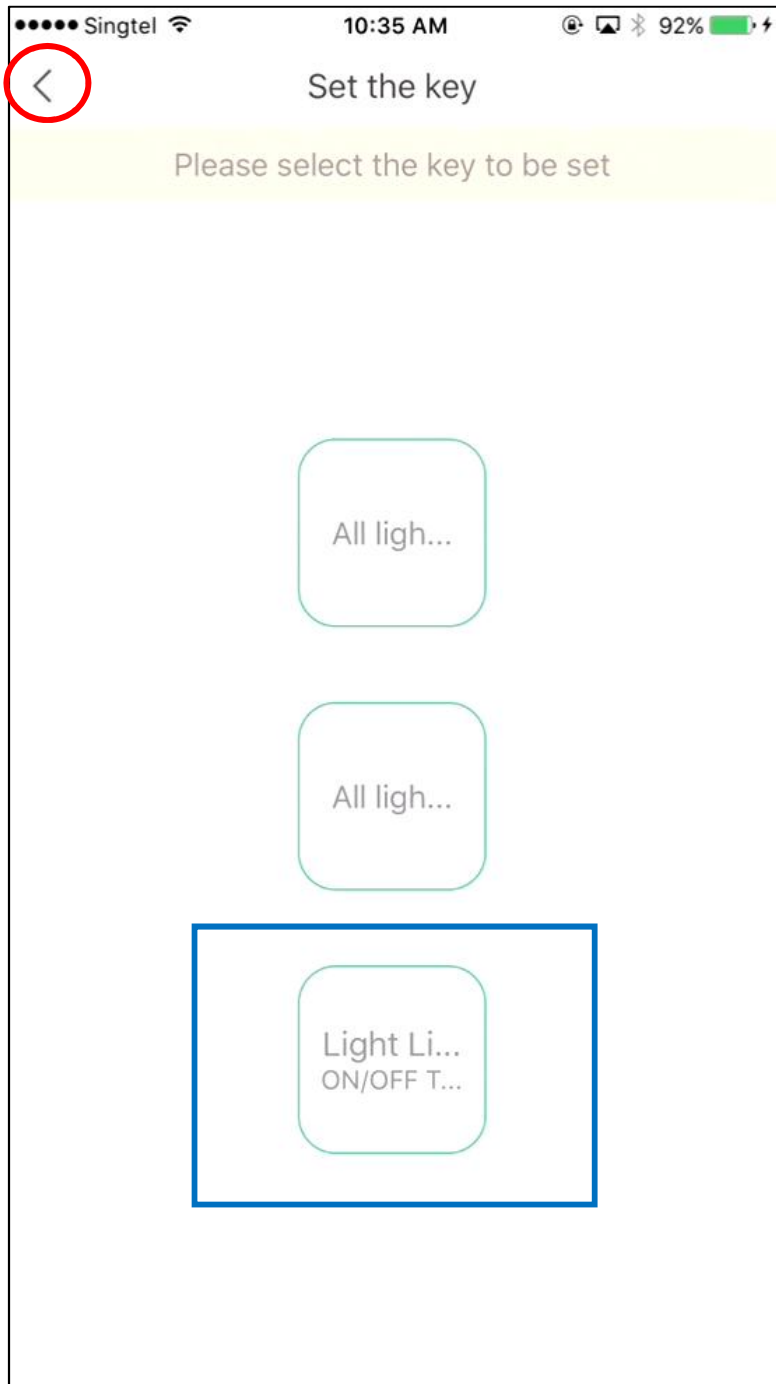 Singtel 10:35 AM 92%
Set the key
Please select the key to be set
All ligh...
All ligh...
Light Li...
ON/OFF T...